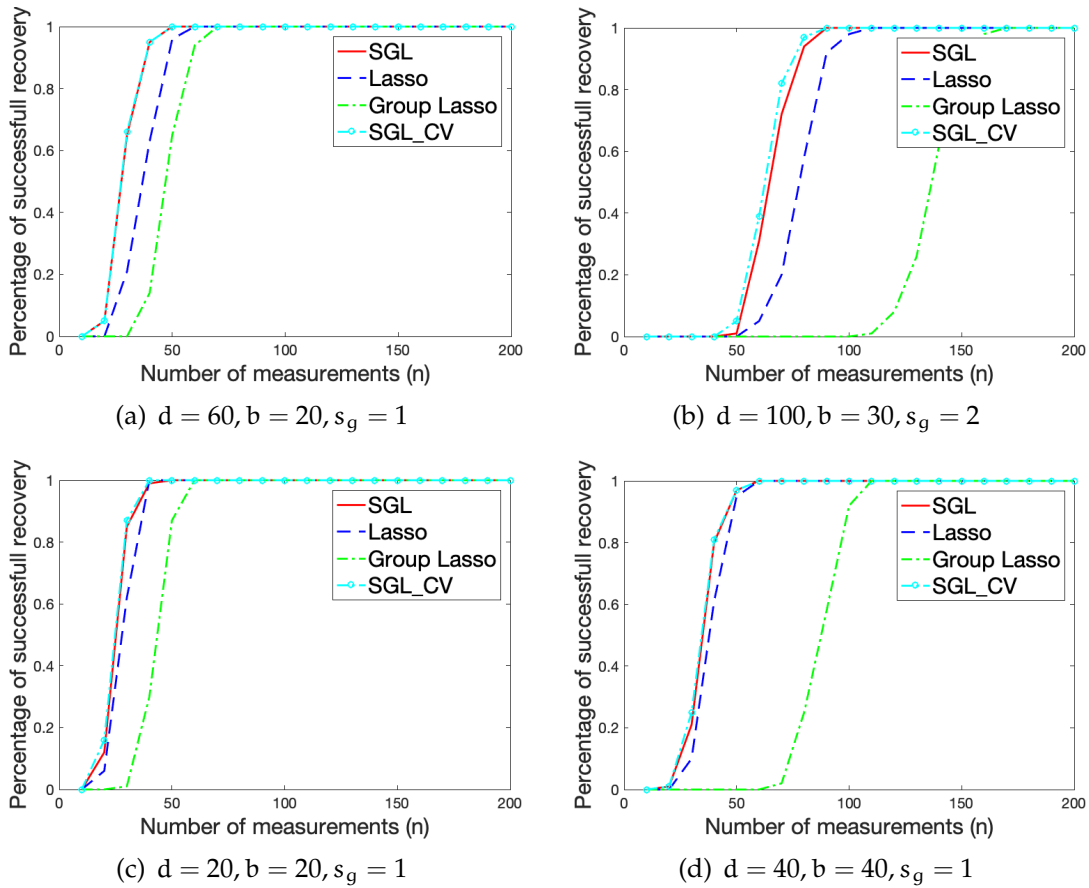 Percentage of successfull recovery
1
0.8
0.6
0.4
0.2
0
0 50 100 150 200
Number of measurements (n)
SGL
Lasso
Group Lasso
SGL_CV
(a) d = 60, b = 20, s_g = 1
Percentage of successfull recovery
1
0.8
0.6
0.4
0.2
0
0 50 100 150 200
Number of measurements (n)
SGL
Lasso
Group Lasso
SGL_CV
(b) d = 100, b = 30, s_g = 2
Percentage of successfull recovery
1
0.8
0.6
0.4
0.2
0
0 50 100 150 200
Number of measurements (n)
SGL
Lasso
Group Lasso
SGL_CV
(c) d = 20, b = 20, s_g = 1
Percentage of successfull recovery
1
0.8
0.6
0.4
0.2
0
0 50 100 150 200
Number of measurements (n)
SGL
Lasso
Group Lasso
SGL_CV
(d) d = 40, b = 40, s_g = 1